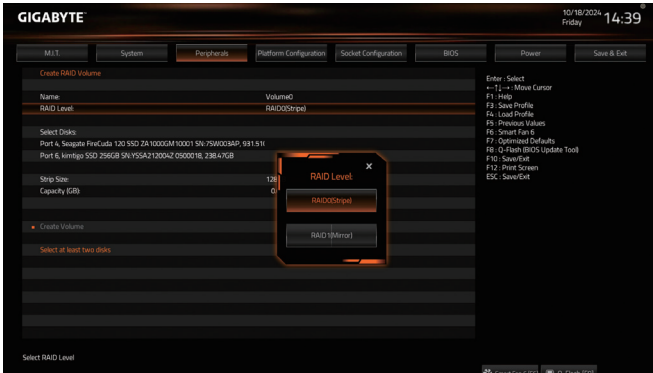 GIGABYTE
10/18/2024
Friday
14:39
M.I.T.
System
Peripherals
Platform Configuration
Socket Configuration
BIOS
Power
Save & Exit
Create RAID Volume
Name:
Volume0
RAID Level:
RAID0(Stripe)
Select Disks:
Port 4, Seagate FireCuda 120 SSD ZA1000GM10001 SN:7SW003AP, 931.51(
Port 6, kimtigo SSD 256GB SN:YSSA212004Z0500018, 238.47GB
Strip Size:
128
Capacity (GB):
0.
Create Volume
Select at least two disks
RAID Level:
RAID0(Stripe)
RAID1(Mirror)
Enter : Select
←↑↓→ : Move Cursor
F1 : Help
F3 : Save Profile
F4 : Load Profile
F5 : Previous Values
F6 : Smart Fan 6
F7 : Optimized Defaults
F8 : Q-Flash (BIOS Update Tool)
F10 : Save/Exit
F12 : Print Screen
ESC : Save/Exit
Select RAID Level